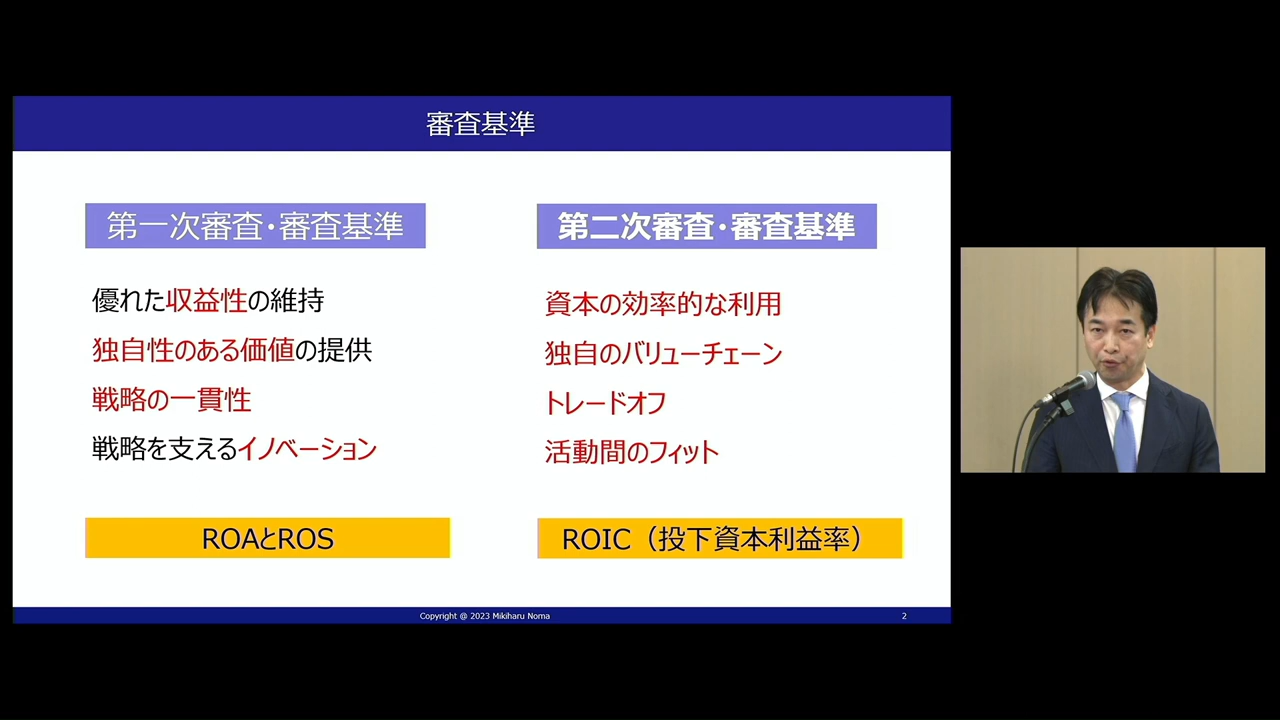 審査基準
第一次審査・審査基準
優れた収益性の維持
独自性のある価値の提供
戦略の一貫性
戦略を支えるイノベーション
ROAとROS
第二次審査・審査基準
資本の効率的な利用
独自のバリューチェーン
トレードオフ
活動間のフィット
ROIC（投下資本利益率）
Copyright @ 2023 Mikiharu Noma
2